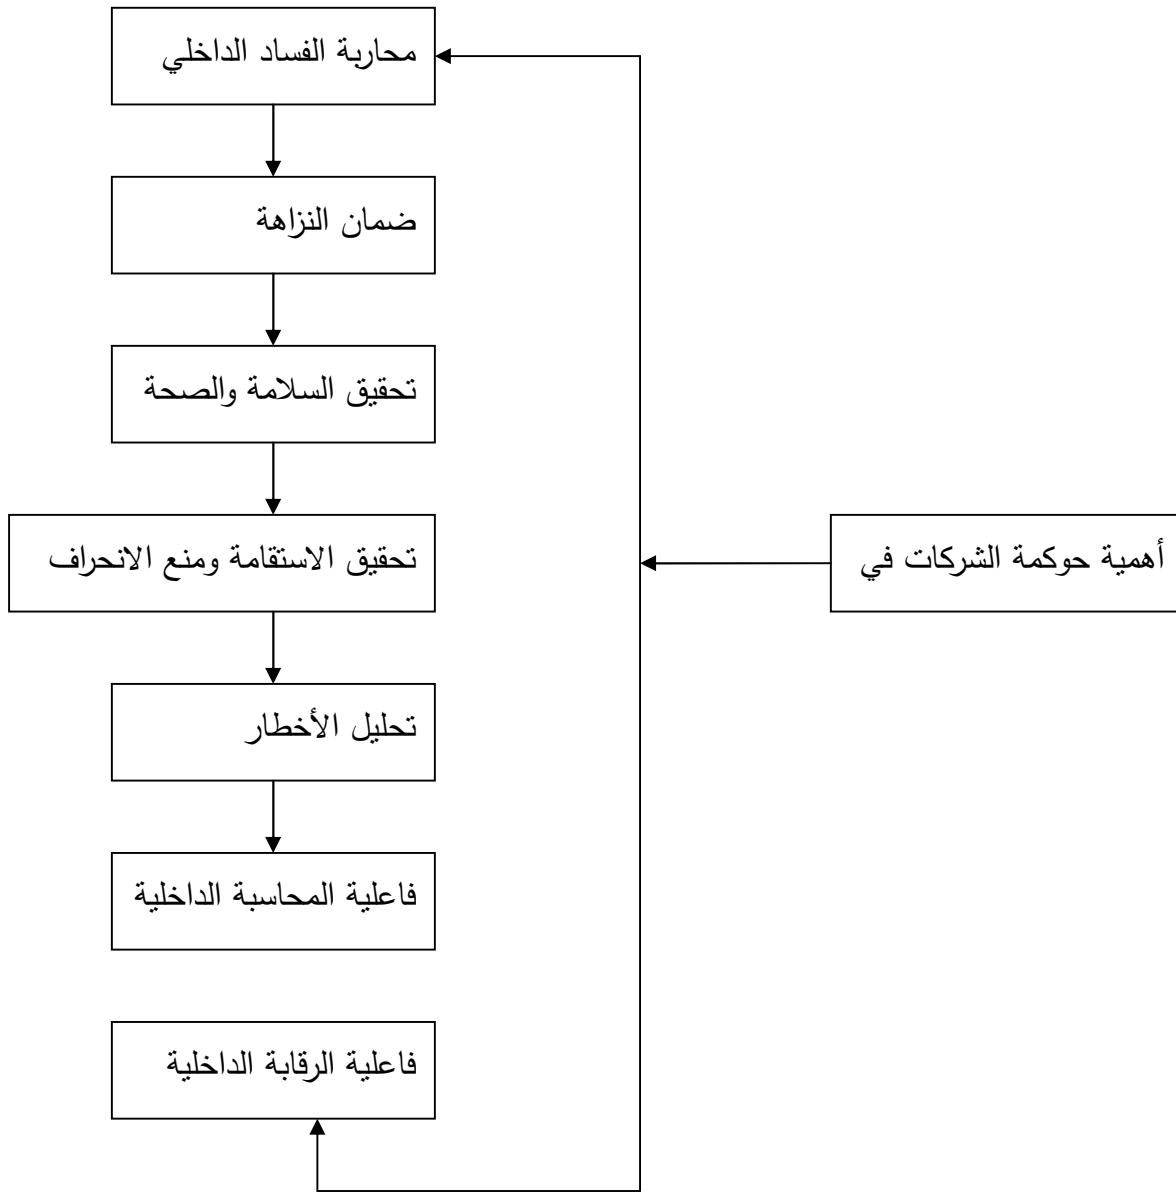 محاربة الفساد الداخلي
ضمان النزاهة
تحقيق السلامة والصحة
تحقيق الاستقامة ومنع الانحراف
أهمية حوكمة الشركات في
تحليل الأخطار
فاعلية المحاسبة الداخلية
فاعلية الرقابة الداخلية